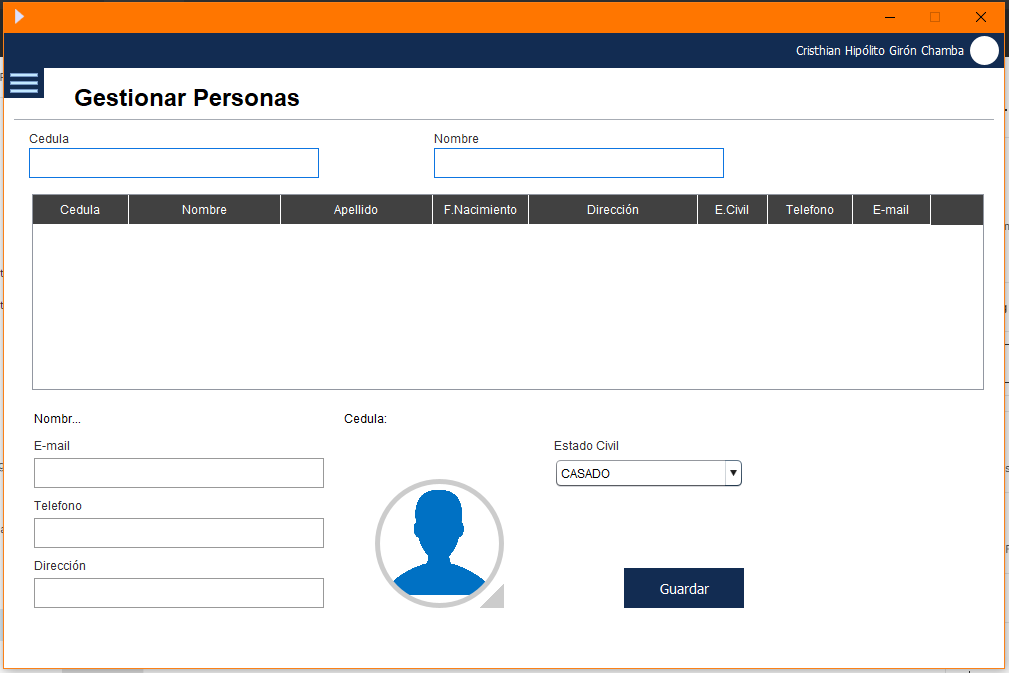 Cristhian Hipólito Girón Chamba
Gestionar Personas
Cedula
Nombre
Cedula Nombre Apellido F.Nacimiento Dirección E.Civil Telefono E-mail
Nombr... Cedula:
E-mail
Estado Civil
CASADO
Telefono
Dirección
Guardar